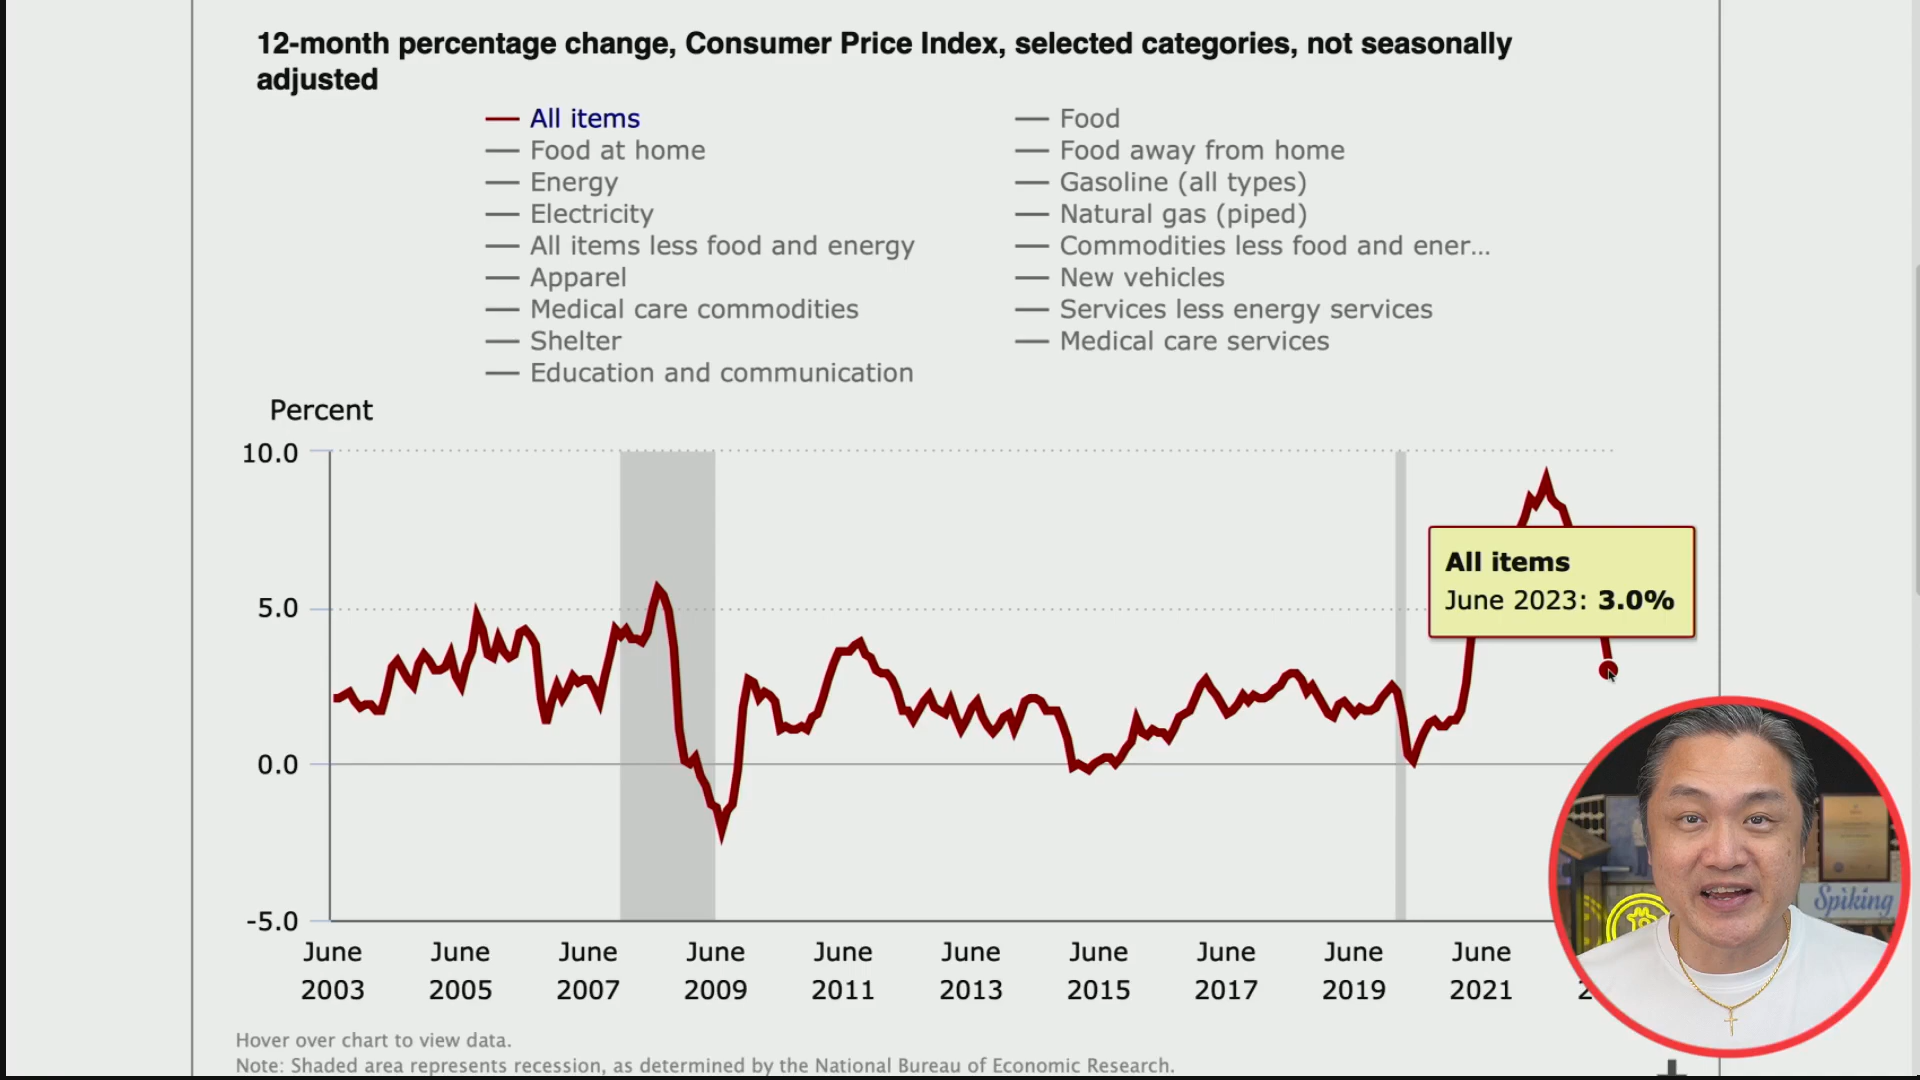 12-month percentage change, Consumer Price Index, selected categories, not seasonally
adjusted
All items
Food
Food at home
Food away from home
Energy
Gasoline (all types)
Electricity
Natural gas (piped)
All items less food and energy
Commodities less food and ener...
Apparel
New vehicles
Medical care commodities
Services less energy services
Shelter
Medical care services
Education and communication
Percent
10.0
5.0
0.0
-5.0
All items
June 2023: 3.0%
June 2003
June 2005
June 2007
June 2009
June 2011
June 2013
June 2015
June 2017
June 2019
June 2021
Spiking
Hover over chart to view data.
Note: Shaded area represents recession, as determined by the National Bureau of Economic Research.